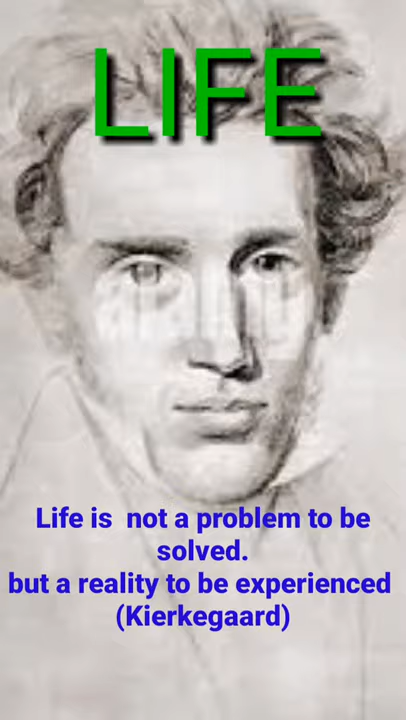 LIFE
Life is  not a problem to be
solved.
but a reality to be experienced
(Kierkegaard)